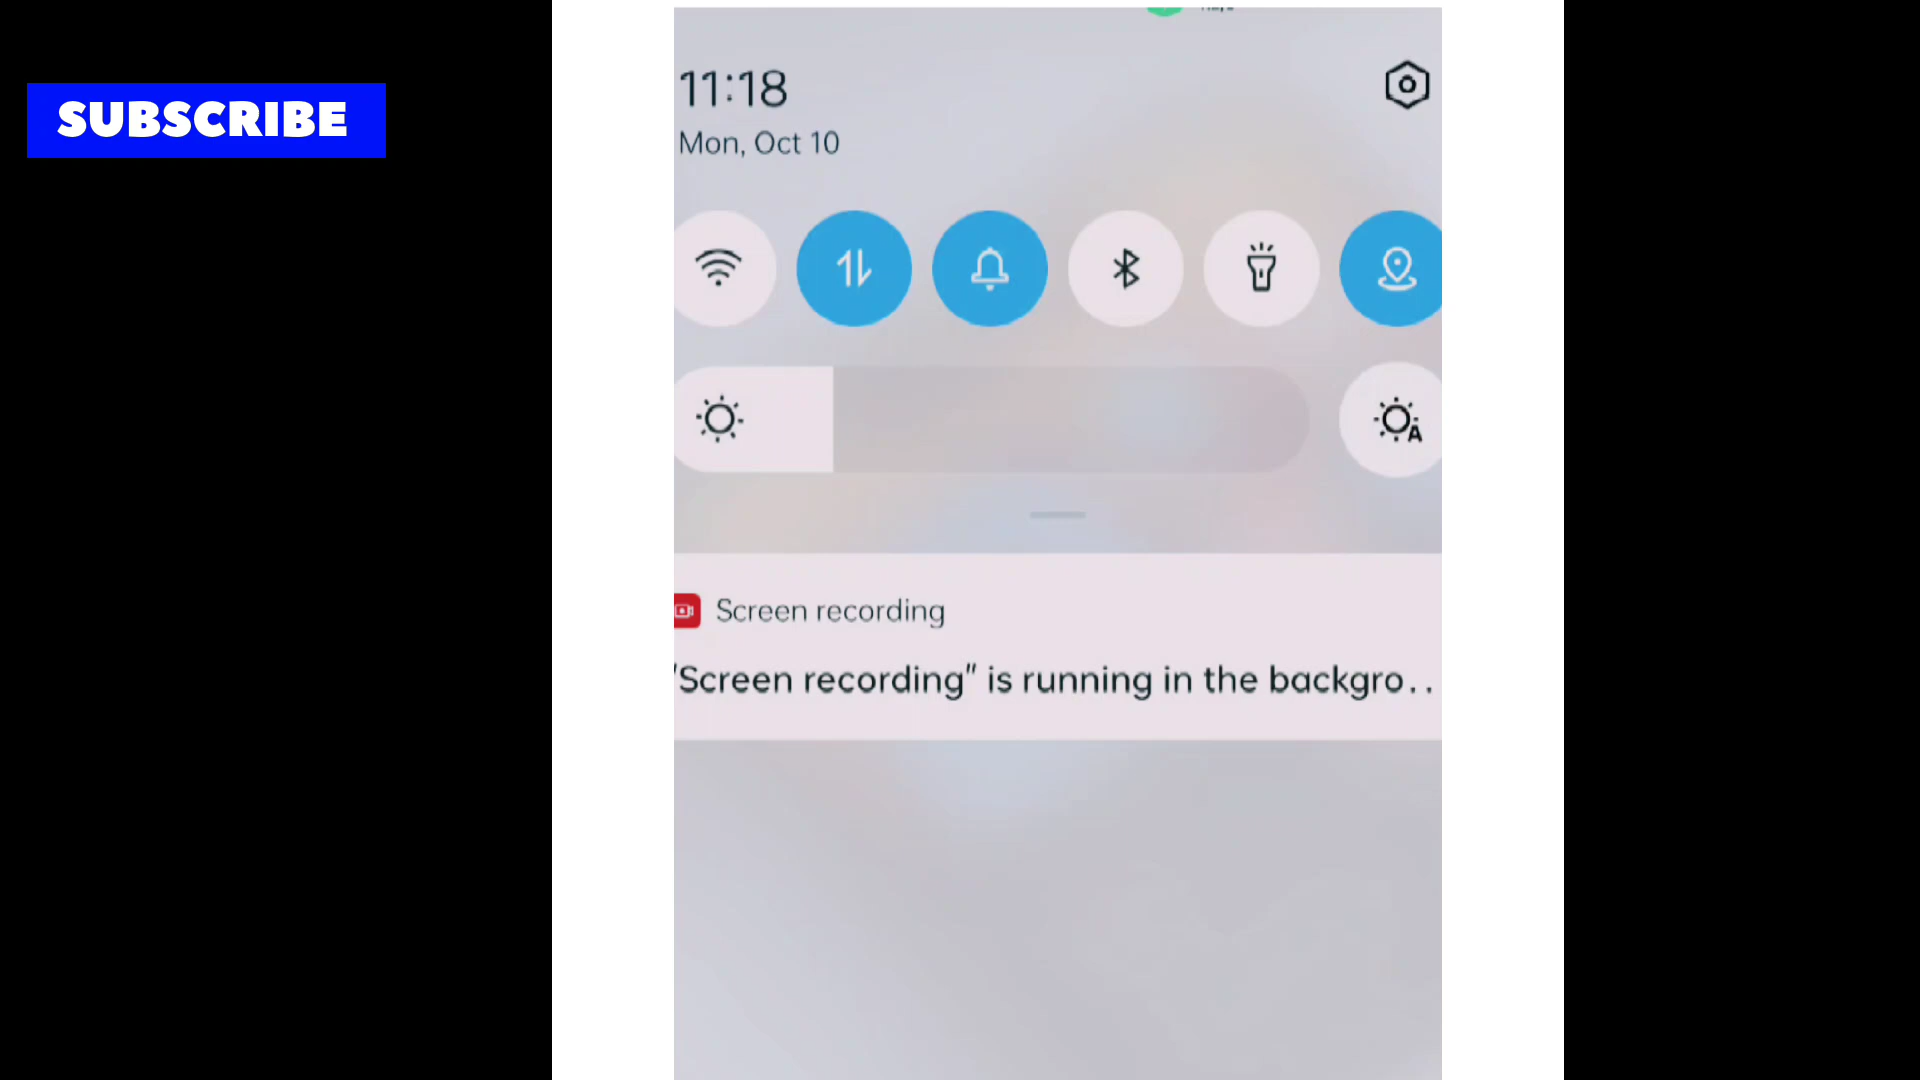 SUBSCRIBE
11:18
Mon, Oct 10
A
Screen recording
"Screen recording" is running in the backgro..